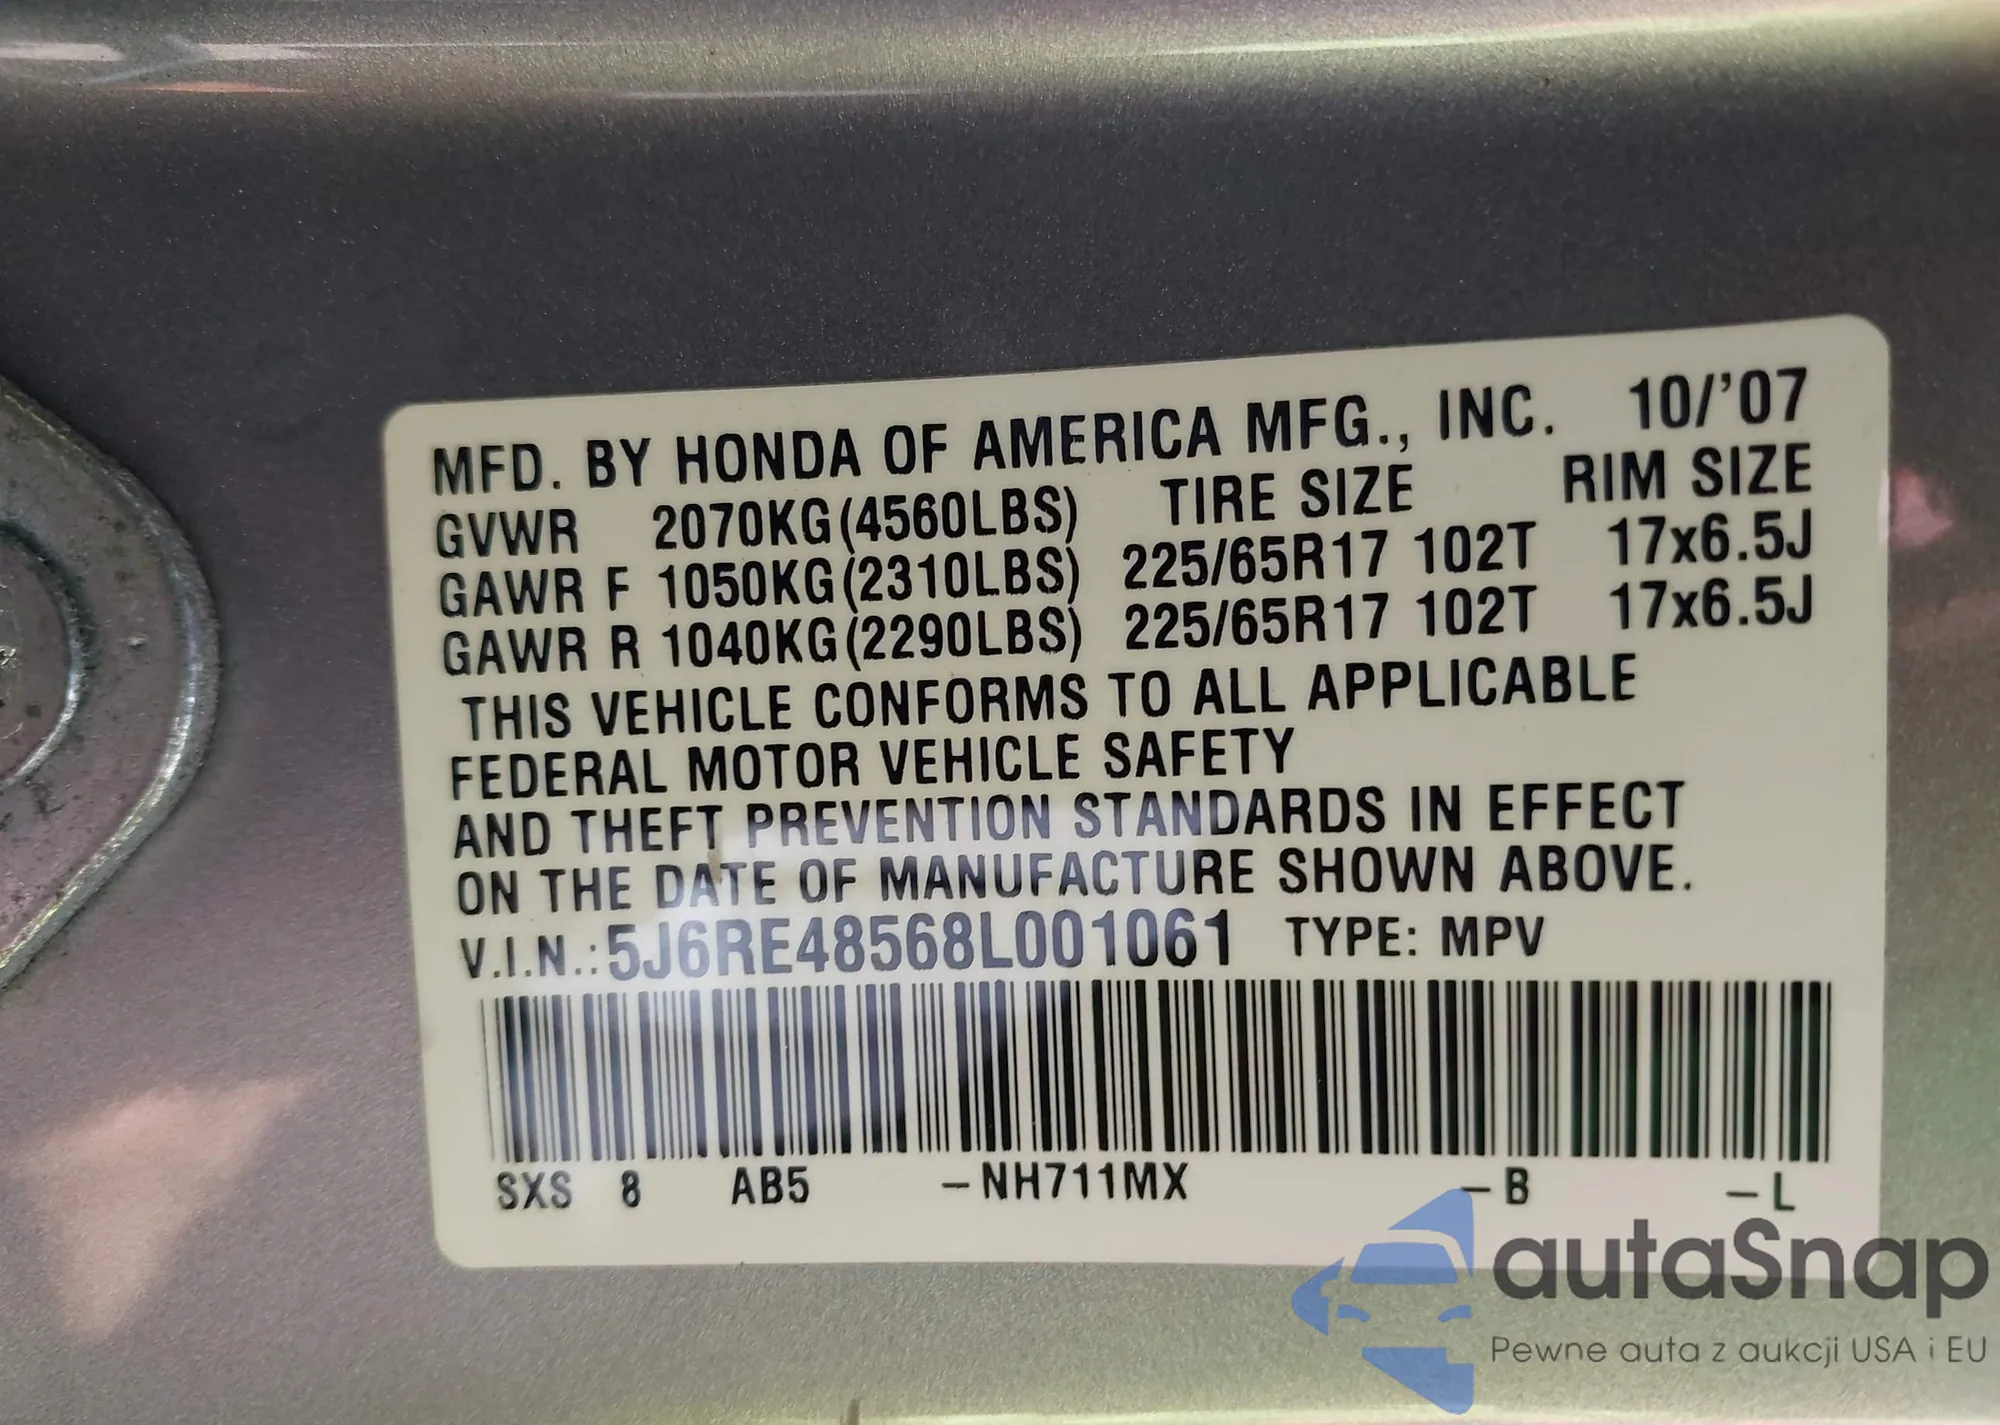 MFD. BY HONDA OF AMERICA MFG., INC. 10/'07
GVWR 2070KG(4560LBS) TIRE SIZE RIM SIZE
GAWR F 1050KG(2310LBS) 225/65R17 102T 17x6.5J
GAWR R 1040KG(2290LBS) 225/65R17 102T 17x6.5J
THIS VEHICLE CONFORMS TO ALL APPLICABLE
FEDERAL MOTOR VEHICLE SAFETY
AND THEFT PREVENTION STANDARDS IN EFFECT
ON THE DATE OF MANUFACTURE SHOWN ABOVE.
V.I.N.:5J6RE48568L001061 TYPE: MPV
SXS 8 AB5 -NH711MX -B -L
autaSnap
Pewne auta z aukcji USA i EU